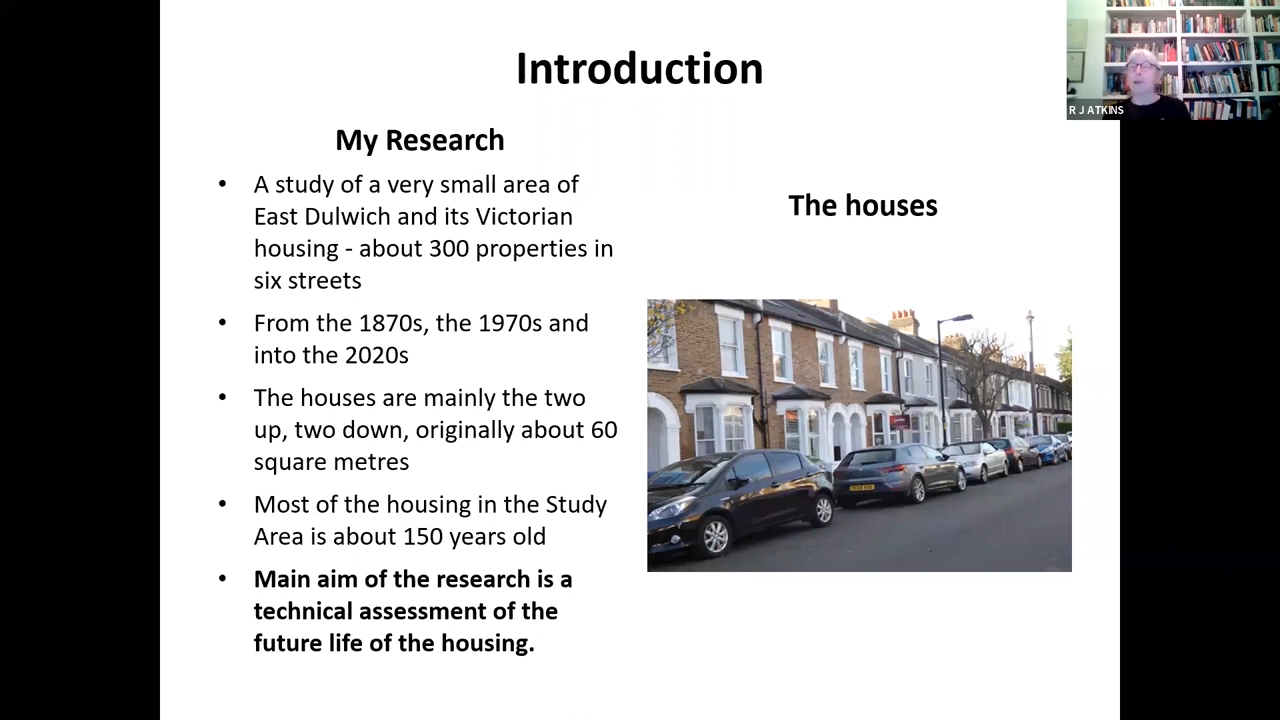 Introduction
My Research
• A study of a very small area of
East Dulwich and its Victorian
housing - about 300 properties in
six streets
• From the 1870s, the 1970s and
into the 2020s
• The houses are mainly the two
up, two down, originally about 60
square metres
• Most of the housing in the Study
Area is about 150 years old
• Main aim of the research is a
technical assessment of the
future life of the housing.
The houses
R J ATKINS